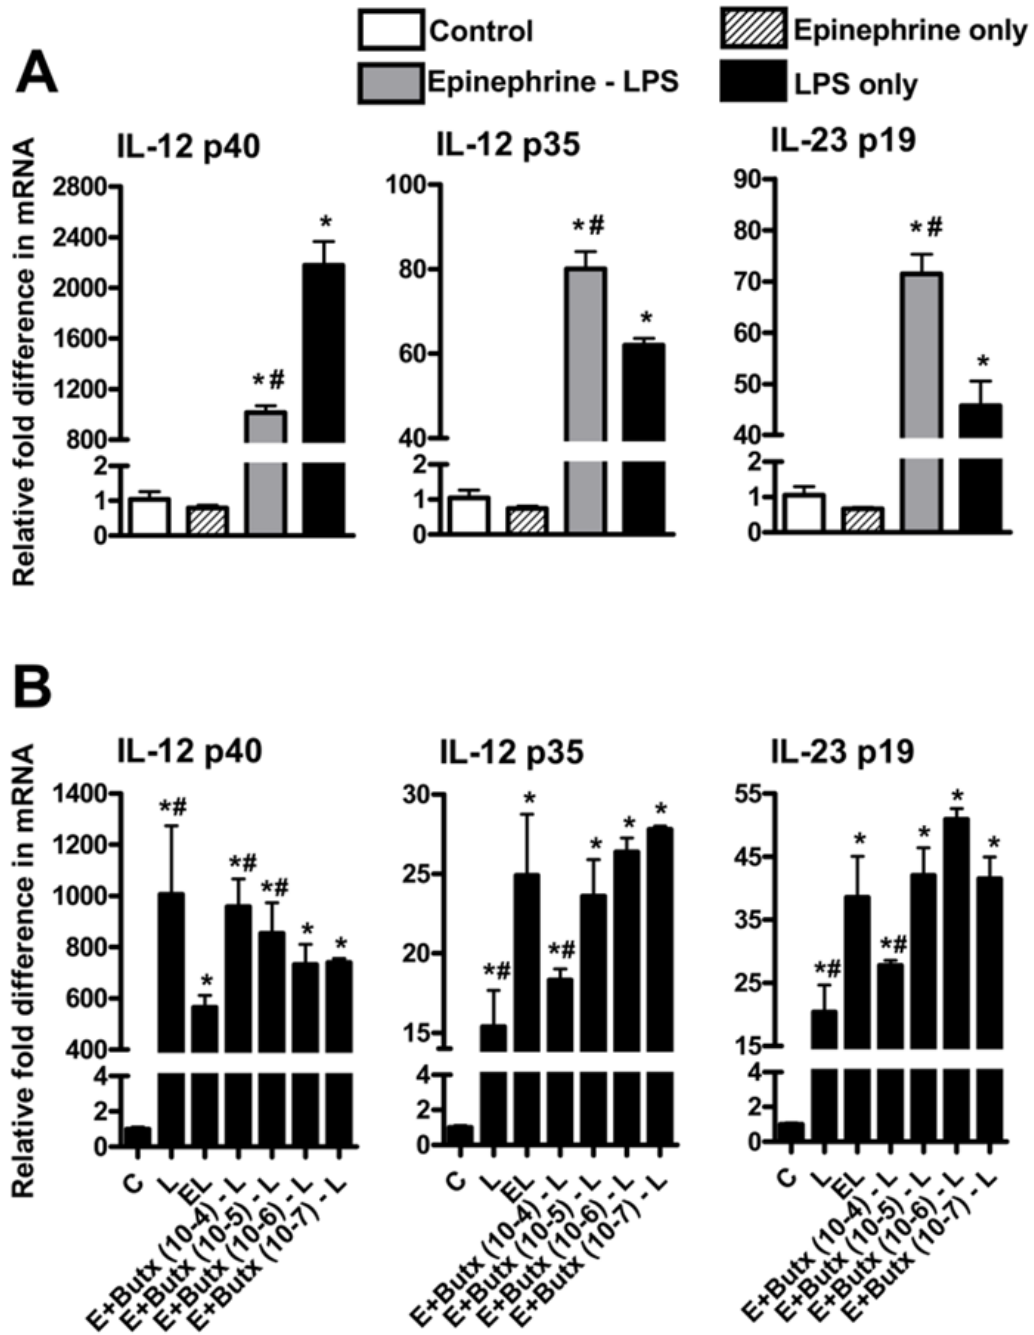 A
Control
Epinephrine only
Epinephrine - LPS
LPS only
Relative fold difference in mRNA
IL-12 p40
2800
2400
2000
1600
1200
800
2
1
0
*#
*
IL-12 p35
100
80
60
40
2
1
0
*#
*
IL-23 p19
90
80
70
60
50
40
2
1
0
*#
*
B
Relative fold difference in mRNA
IL-12 p40
1400
1200
1000
800
600
400
4
2
0
*#
*
*#
*#
*
*
C
L
EL
E+Butx (10-4) - L
E+Butx (10-5) - L
E+Butx (10-6) - L
E+Butx (10-7) - L
IL-12 p35
30
25
20
15
4
2
0
*#
*
*#
*
*
*
C
L
EL
E+Butx (10-4) - L
E+Butx (10-5) - L
E+Butx (10-6) - L
E+Butx (10-7) - L
IL-23 p19
55
45
35
25
15
4
2
0
*#
*
*#
*
*
*
C
L
EL
E+Butx (10-4) - L
E+Butx (10-5) - L
E+Butx (10-6) - L
E+Butx (10-7) - L